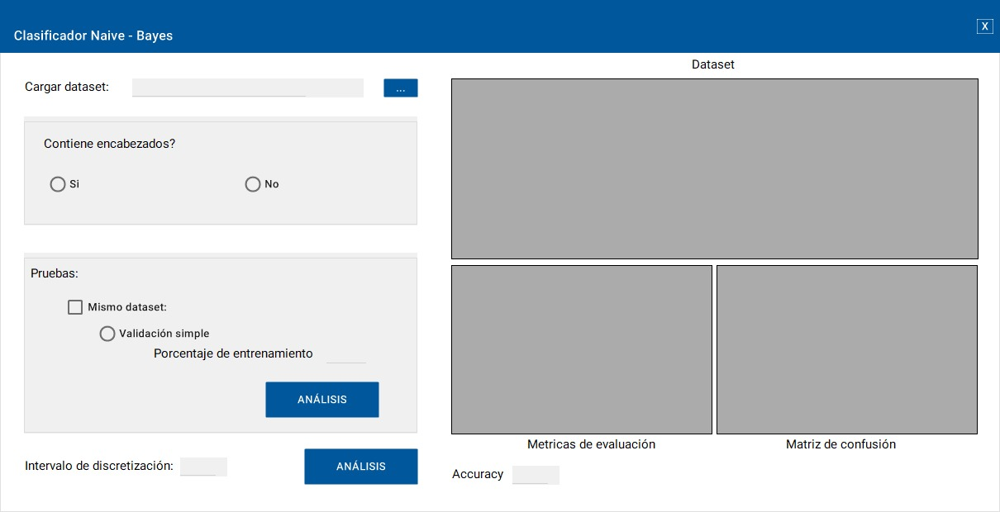 Clasificador Naive - Bayes
X
Cargar dataset:
...
Contiene encabezados?
Si
No
Pruebas:
Mismo dataset:
Validación simple
Porcentaje de entrenamiento
ANÁLISIS
Intervalo de discretización:
ANÁLISIS
Dataset
Metricas de evaluación
Matriz de confusión
Accuracy